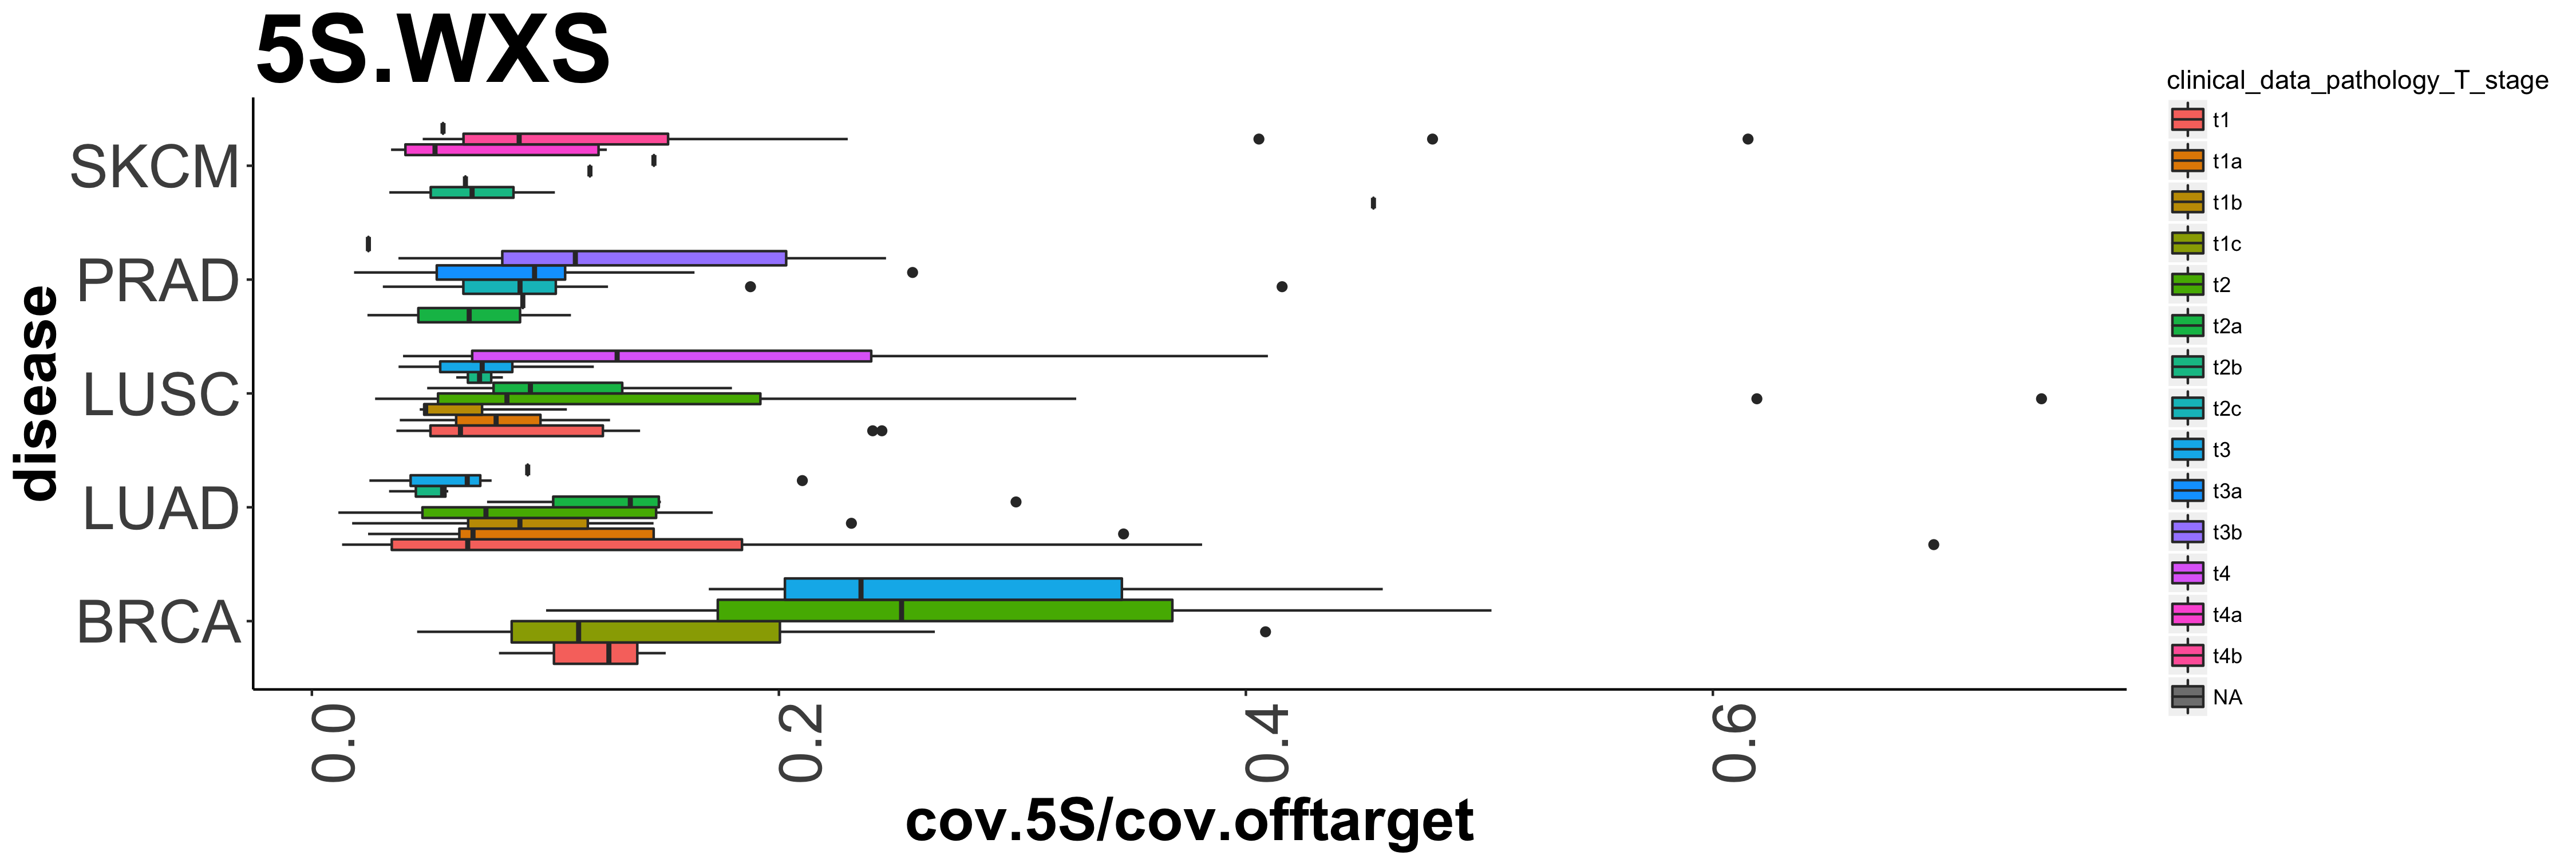 5S.WXS
clinical_data_pathology_T_stage
t1
t1a
t1b
t1c
t2
t2a
t2b
t2c
t3
t3a
t3b
t4
t4a
t4b
NA
disease
SKCM
PRAD
LUSC
LUAD
BRCA
0.0
0.2
0.4
0.6
cov.5S/cov.offtarget